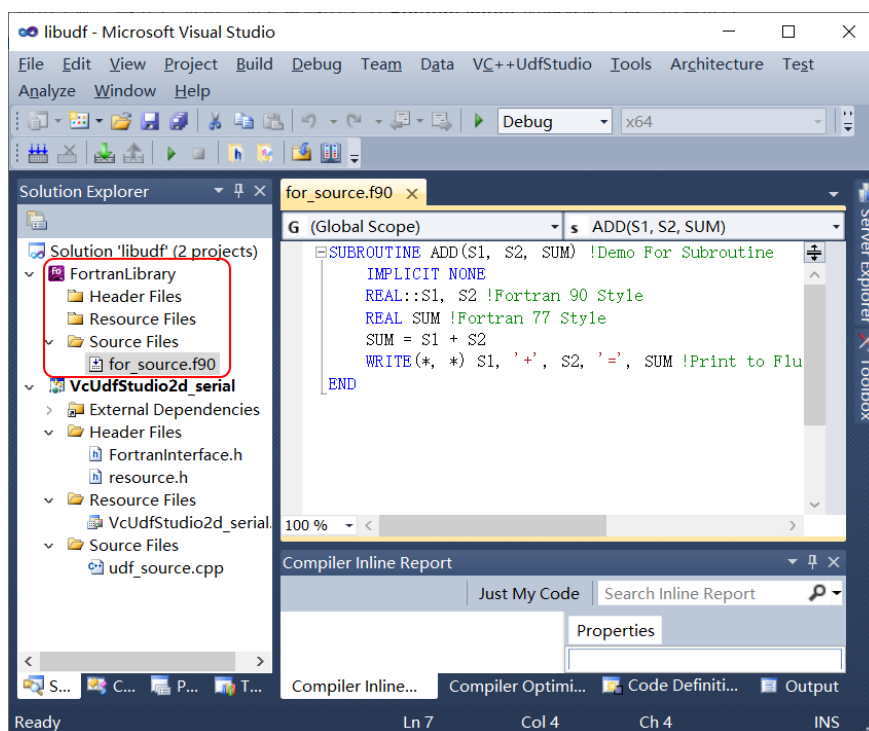 libudf - Microsoft Visual Studio
File Edit View Project Build Debug Team Data VC++UdfStudio Tools Architecture Test
Analyze Window Help
Debug x64
Solution Explorer
for_source.f90
(Global Scope) ADD(S1, S2, SUM)
Solution 'libudf' (2 projects)
FortranLibrary
Header Files
Resource Files
Source Files
for_source.f90
VcUdfStudio2d_serial
External Dependencies
Header Files
FortranInterface.h
resource.h
Resource Files
VcUdfStudio2d_serial.
Source Files
udf_source.cpp
SUBROUTINE ADD(S1, S2, SUM) !Demo For Subroutine
IMPLICIT NONE
REAL::S1, S2 !Fortran 90 Style
REAL SUM !Fortran 77 Style
SUM = S1 + S2
WRITE(*, *) S1, '+', S2, '=', SUM !Print to Flu
END
100 %
Server Explorer
Toolbox
Compiler Inline Report
Just My Code Search Inline Report
Properties
S... C... P... T...
Compiler Inline... Compiler Optimi... Code Definiti... Output
Ready Ln 7 Col 4 Ch 4 INS